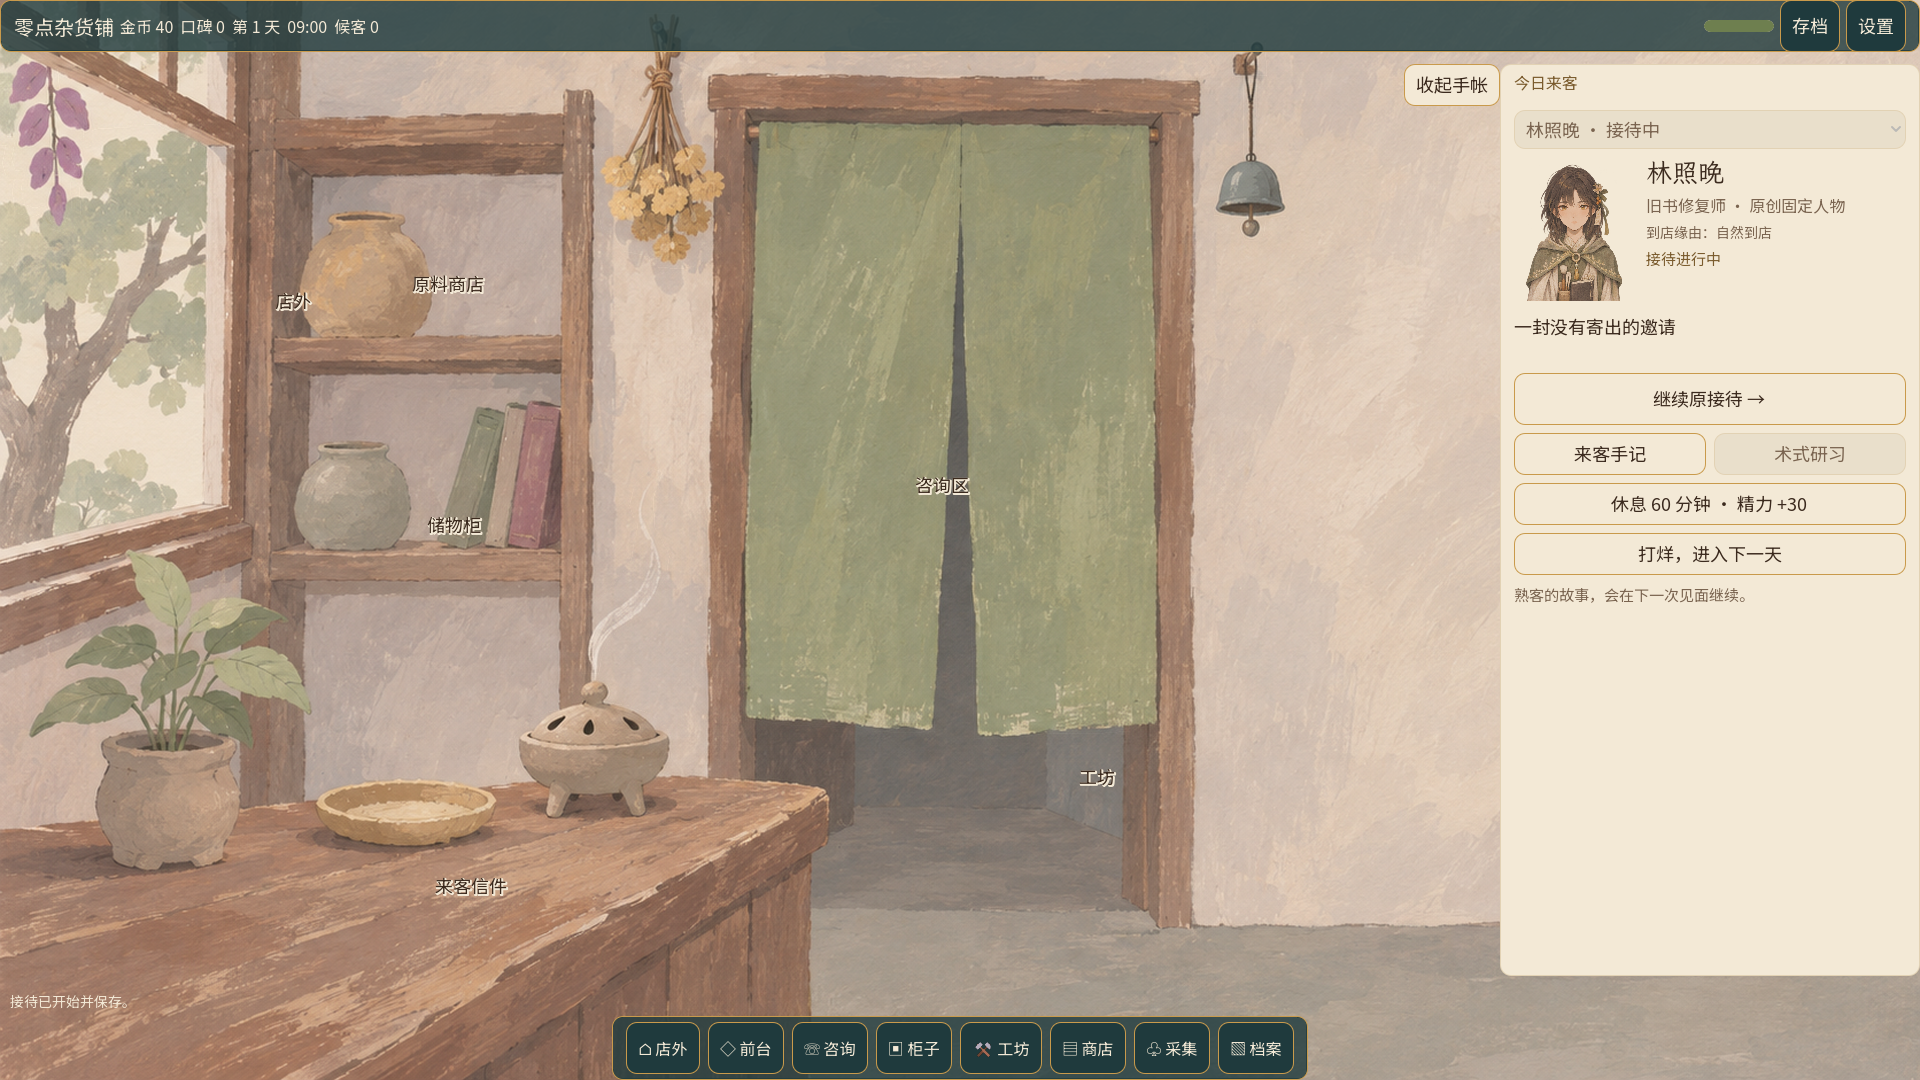 零点杂货铺 金币 40 口碑 0 第 1 天 09:00 候客 0
存档
设置
收起手帐
今日来客
林照晚 · 接待中
林照晚
旧书修复师 · 原创固定人物
到店缘由：自然到店
接待进行中
一封没有寄出的邀请
继续原接待 →
来客手记
术式研习
休息 60 分钟 · 精力 +30
打烊，进入下一天
熟客的故事，会在下一次见面继续。
店外
原料商店
储物柜
咨询区
工坊
来客信件
接待已开始并保存。
店外
前台
咨询
柜子
工坊
商店
采集
档案